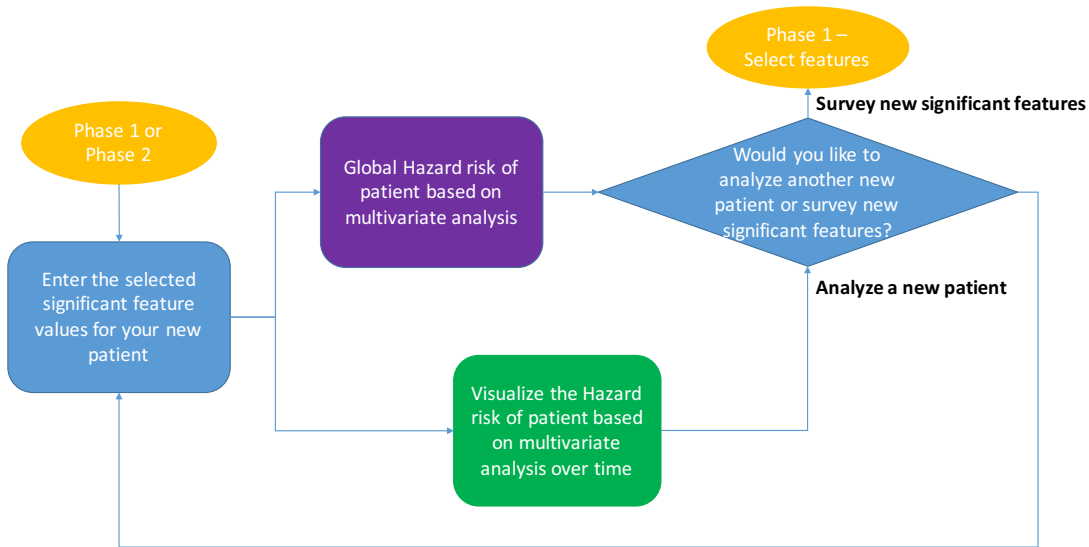 Phase 1 –
Select features
Survey new significant features
Phase 1 or
Phase 2
Global Hazard risk of
patient based on
multivariate analysis
Would you like to
analyze another new
patient or survey new
significant features?
Enter the selected
significant feature
values for your new
patient
Analyze a new patient
Visualize the Hazard
risk of patient based
on multivariate
analysis over time